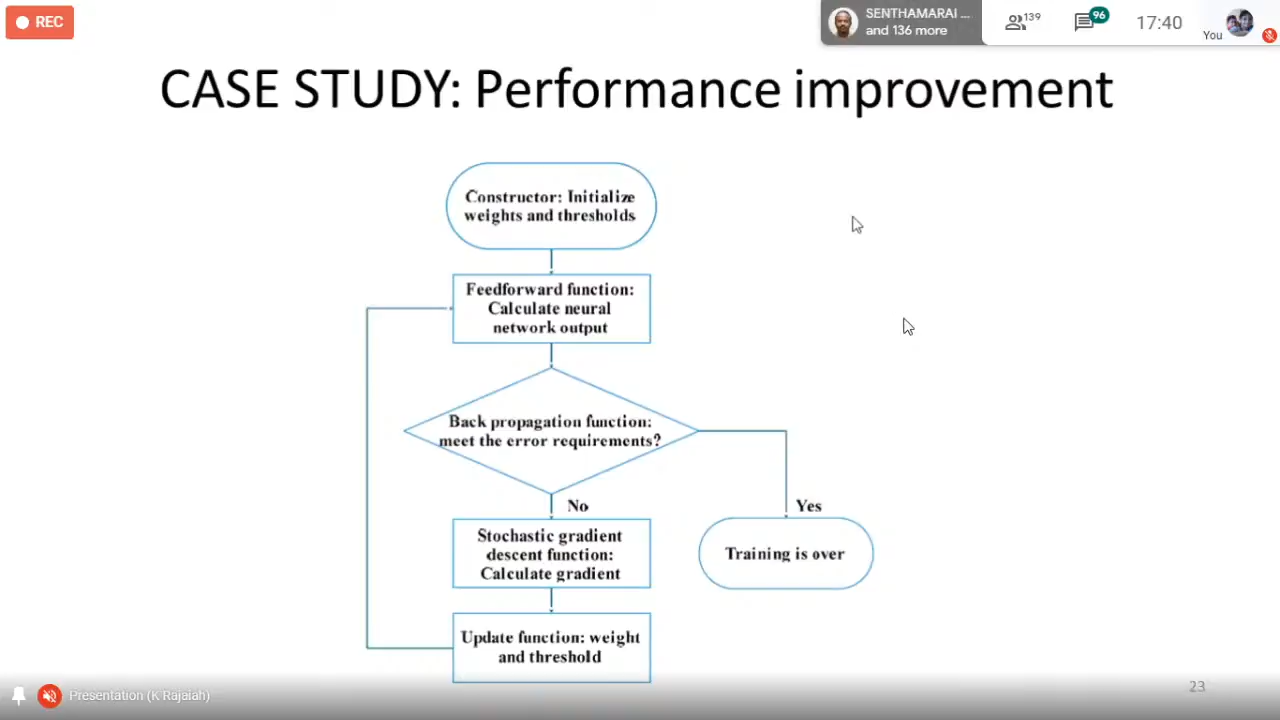 REC
SENTHAMARAI ...
and 136 more
139
96
17:40
You
CASE STUDY: Performance improvement
Constructor: Initialize
weights and thresholds
Feedforward function:
Calculate neural
network output
Back propagation function:
meet the error requirements?
No
Yes
Stochastic gradient
descent function:
Calculate gradient
Training is over
Update function: weight
and threshold
Presentation (K Rajaiah)
23